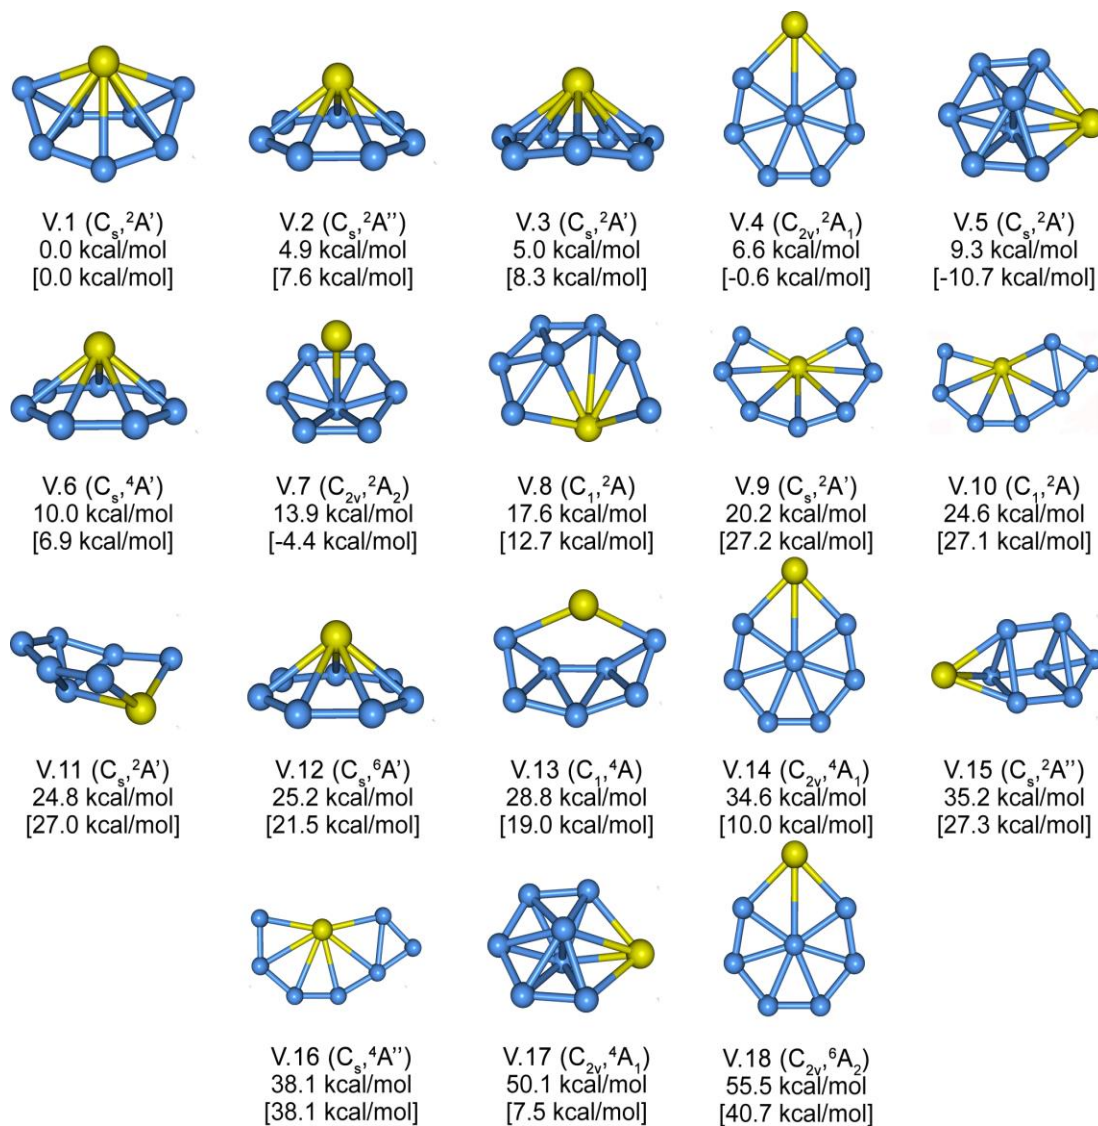 V.1 (Cs,²A’) V.2 (Cs,²A’’) V.3 (Cs,²A’) V.4 (C2v,²A1) V.5 (Cs,²A’)
0.0 kcal/mol 4.9 kcal/mol 5.0 kcal/mol 6.6 kcal/mol 9.3 kcal/mol
[0.0 kcal/mol] [7.6 kcal/mol] [8.3 kcal/mol] [-0.6 kcal/mol] [-10.7 kcal/mol]
V.6 (Cs,⁴A’) V.7 (C2v,²A2) V.8 (C1,²A) V.9 (Cs,²A’) V.10 (C1,²A)
10.0 kcal/mol 13.9 kcal/mol 17.6 kcal/mol 20.2 kcal/mol 24.6 kcal/mol
[6.9 kcal/mol] [-4.4 kcal/mol] [12.7 kcal/mol] [27.2 kcal/mol] [27.1 kcal/mol]
V.11 (Cs,²A’) V.12 (Cs,⁶A’) V.13 (C1,⁴A) V.14 (C2v,⁴A1) V.15 (Cs,²A’’)
24.8 kcal/mol 25.2 kcal/mol 28.8 kcal/mol 34.6 kcal/mol 35.2 kcal/mol
[27.0 kcal/mol] [21.5 kcal/mol] [19.0 kcal/mol] [10.0 kcal/mol] [27.3 kcal/mol]
V.16 (Cs,⁴A’’) V.17 (C2v,⁴A1) V.18 (C2v,⁶A2)
38.1 kcal/mol 50.1 kcal/mol 55.5 kcal/mol
[38.1 kcal/mol] [7.5 kcal/mol] [40.7 kcal/mol]